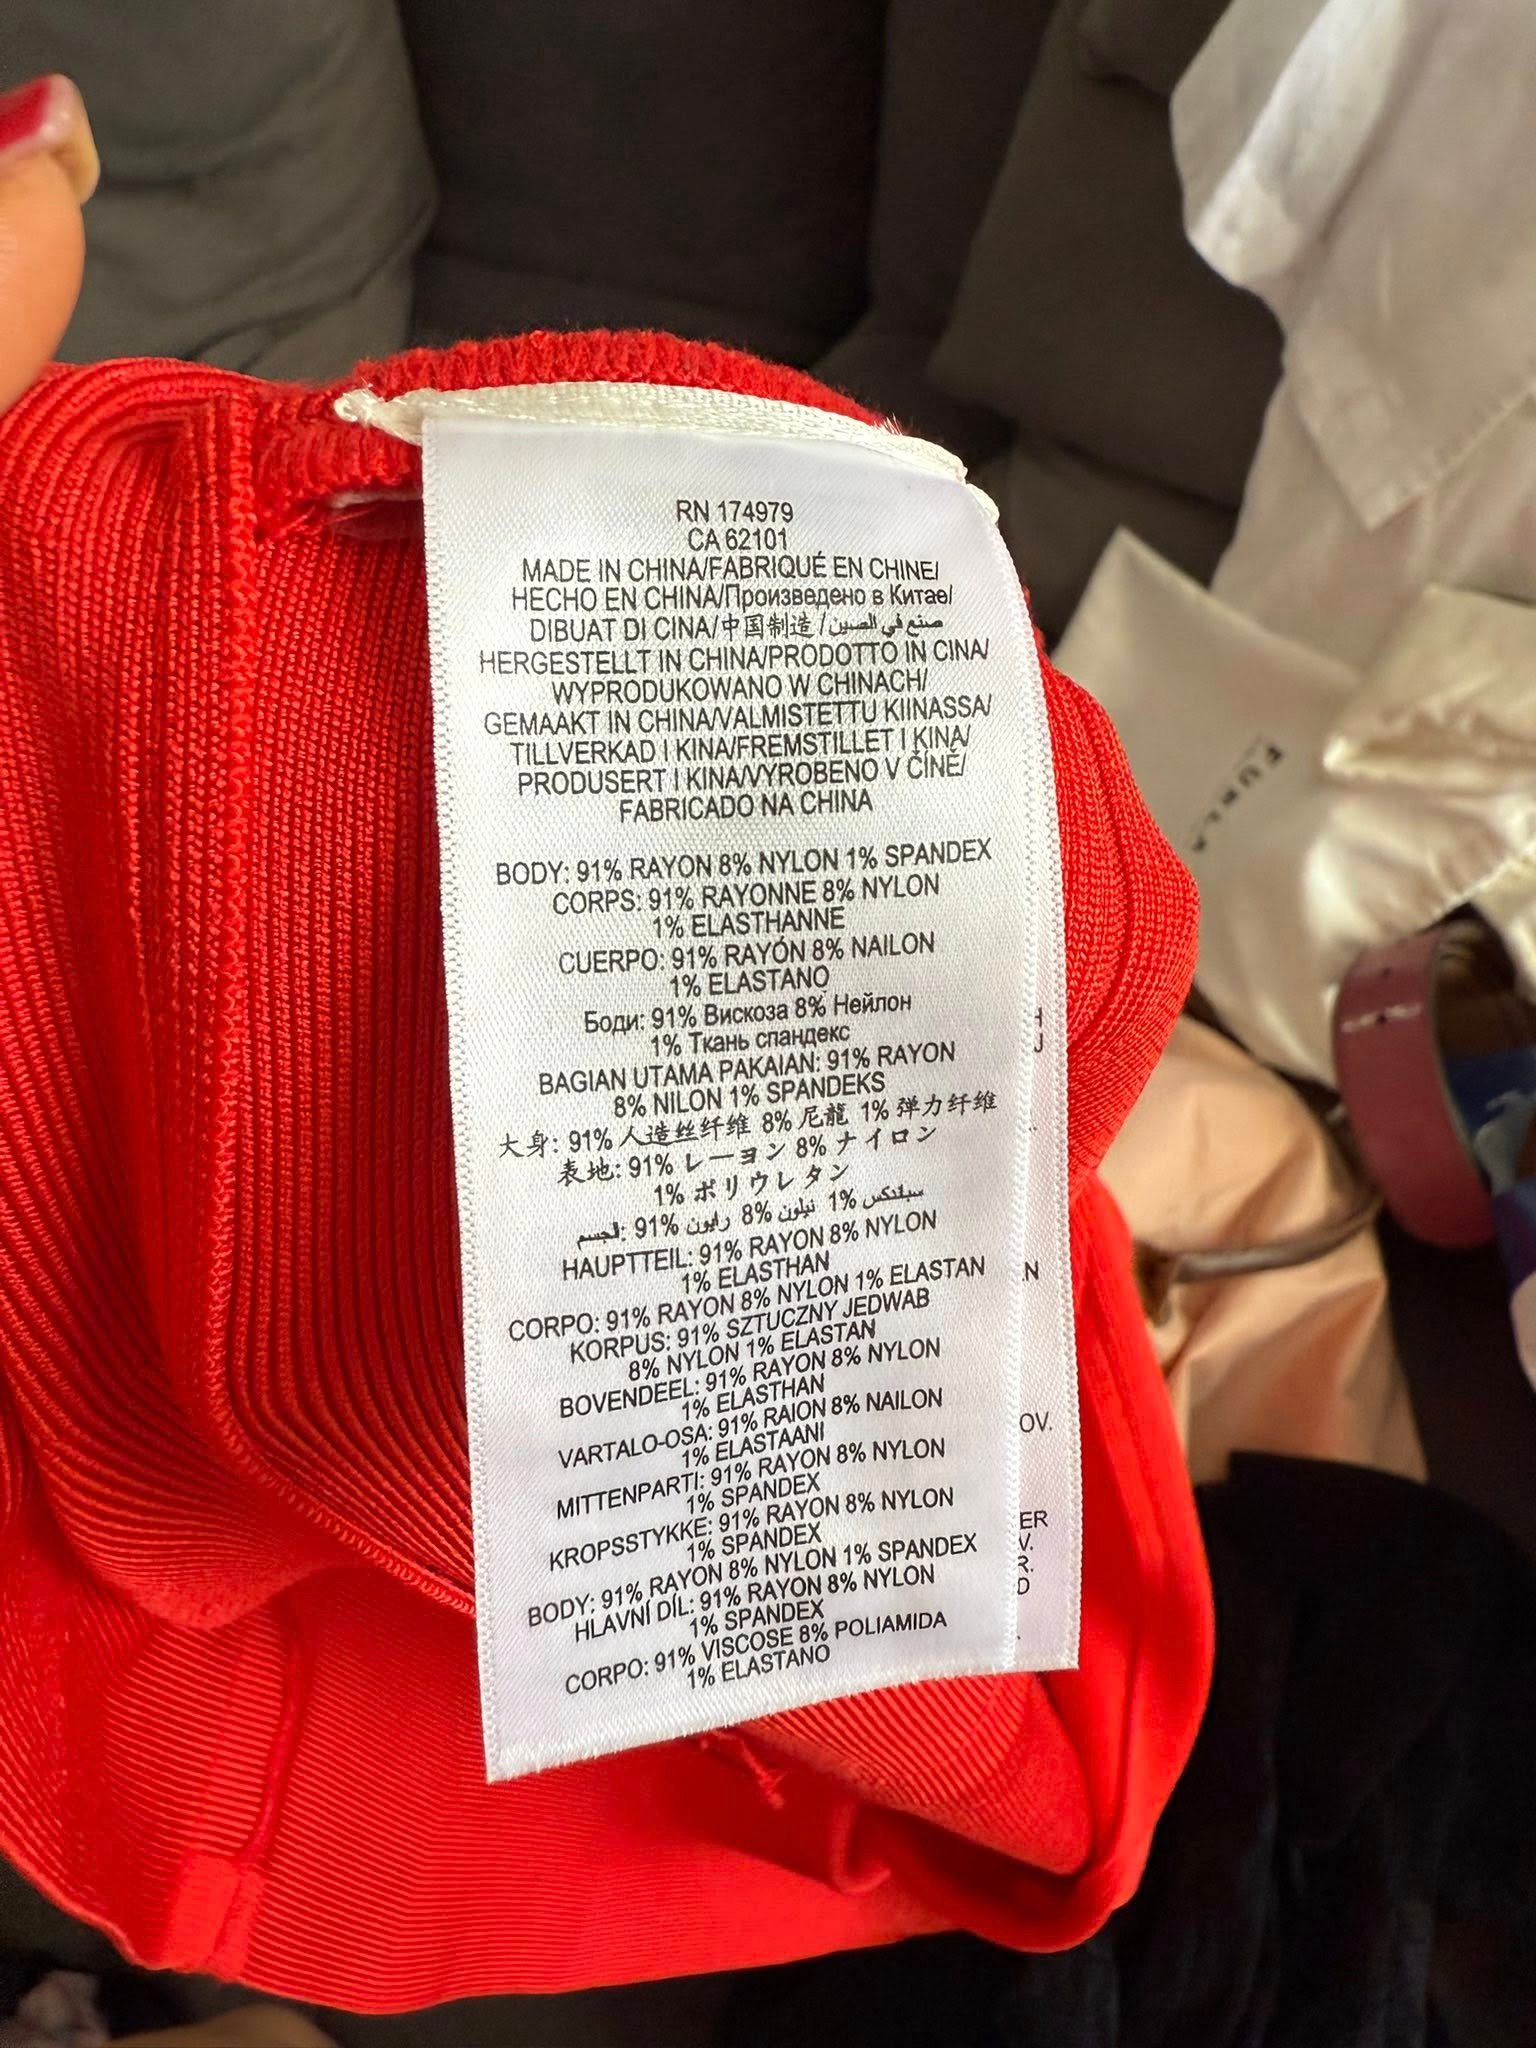 RN 174979
CA 62101
MADE IN CHINA/FABRIQUÉ EN CHINE/
HECHO EN CHINA/Произведено в Китае/
DIBUAT DI CINA/中国制造/صنع في الصين
HERGESTELLT IN CHINA/PRODOTTO IN CINA/
WYPRODUKOWANO W CHINACH/
GEMAAKT IN CHINA/VALMISTETTU KIINASSA/
TILLVERKAD I KINA/FREMSTILLET I KINA/
PRODUSERT I KINA/VYROBENO V ČÍNĚ/
FABRICADO NA CHINA
BODY: 91% RAYON 8% NYLON 1% SPANDEX
CORPS: 91% RAYONNE 8% NYLON
1% ELASTHANNE
CUERPO: 91% RAYÓN 8% NAILON
1% ELASTANO
Боди: 91% Вискоза 8% Нейлон
1% Ткань спандекс
BAGIAN UTAMA PAKAIAN: 91% RAYON
8% NILON 1% SPANDEKS
大身: 91% 人造丝纤维 8% 尼龍 1% 弹力纤维
表地: 91% レーヨン 8% ナイロン
1% ポリウレタン
الجسم: 91% رايون 8% نيلون 1% سباندكس
HAUPTTEIL: 91% RAYON 8% NYLON
1% ELASTHAN
CORPO: 91% RAYON 8% NYLON 1% ELASTAN
KORPUS: 91% SZTUCZNY JEDWAB
8% NYLON 1% ELASTAN
BOVENDEEL: 91% RAYON 8% NYLON
1% ELASTHAN
VARTALO-OSA: 91% RAION 8% NAILON
1% ELASTAANI
MITTENPARTI: 91% RAYON 8% NYLON
1% SPANDEX
KROPSSTYKKE: 91% RAYON 8% NYLON
1% SPANDEX
BODY: 91% RAYON 8% NYLON 1% SPANDEX
HLAVNÍ DÍL: 91% RAYON 8% NYLON
1% SPANDEX
CORPO: 91% VISCOSE 8% POLIAMIDA
1% ELASTANO
FURLA